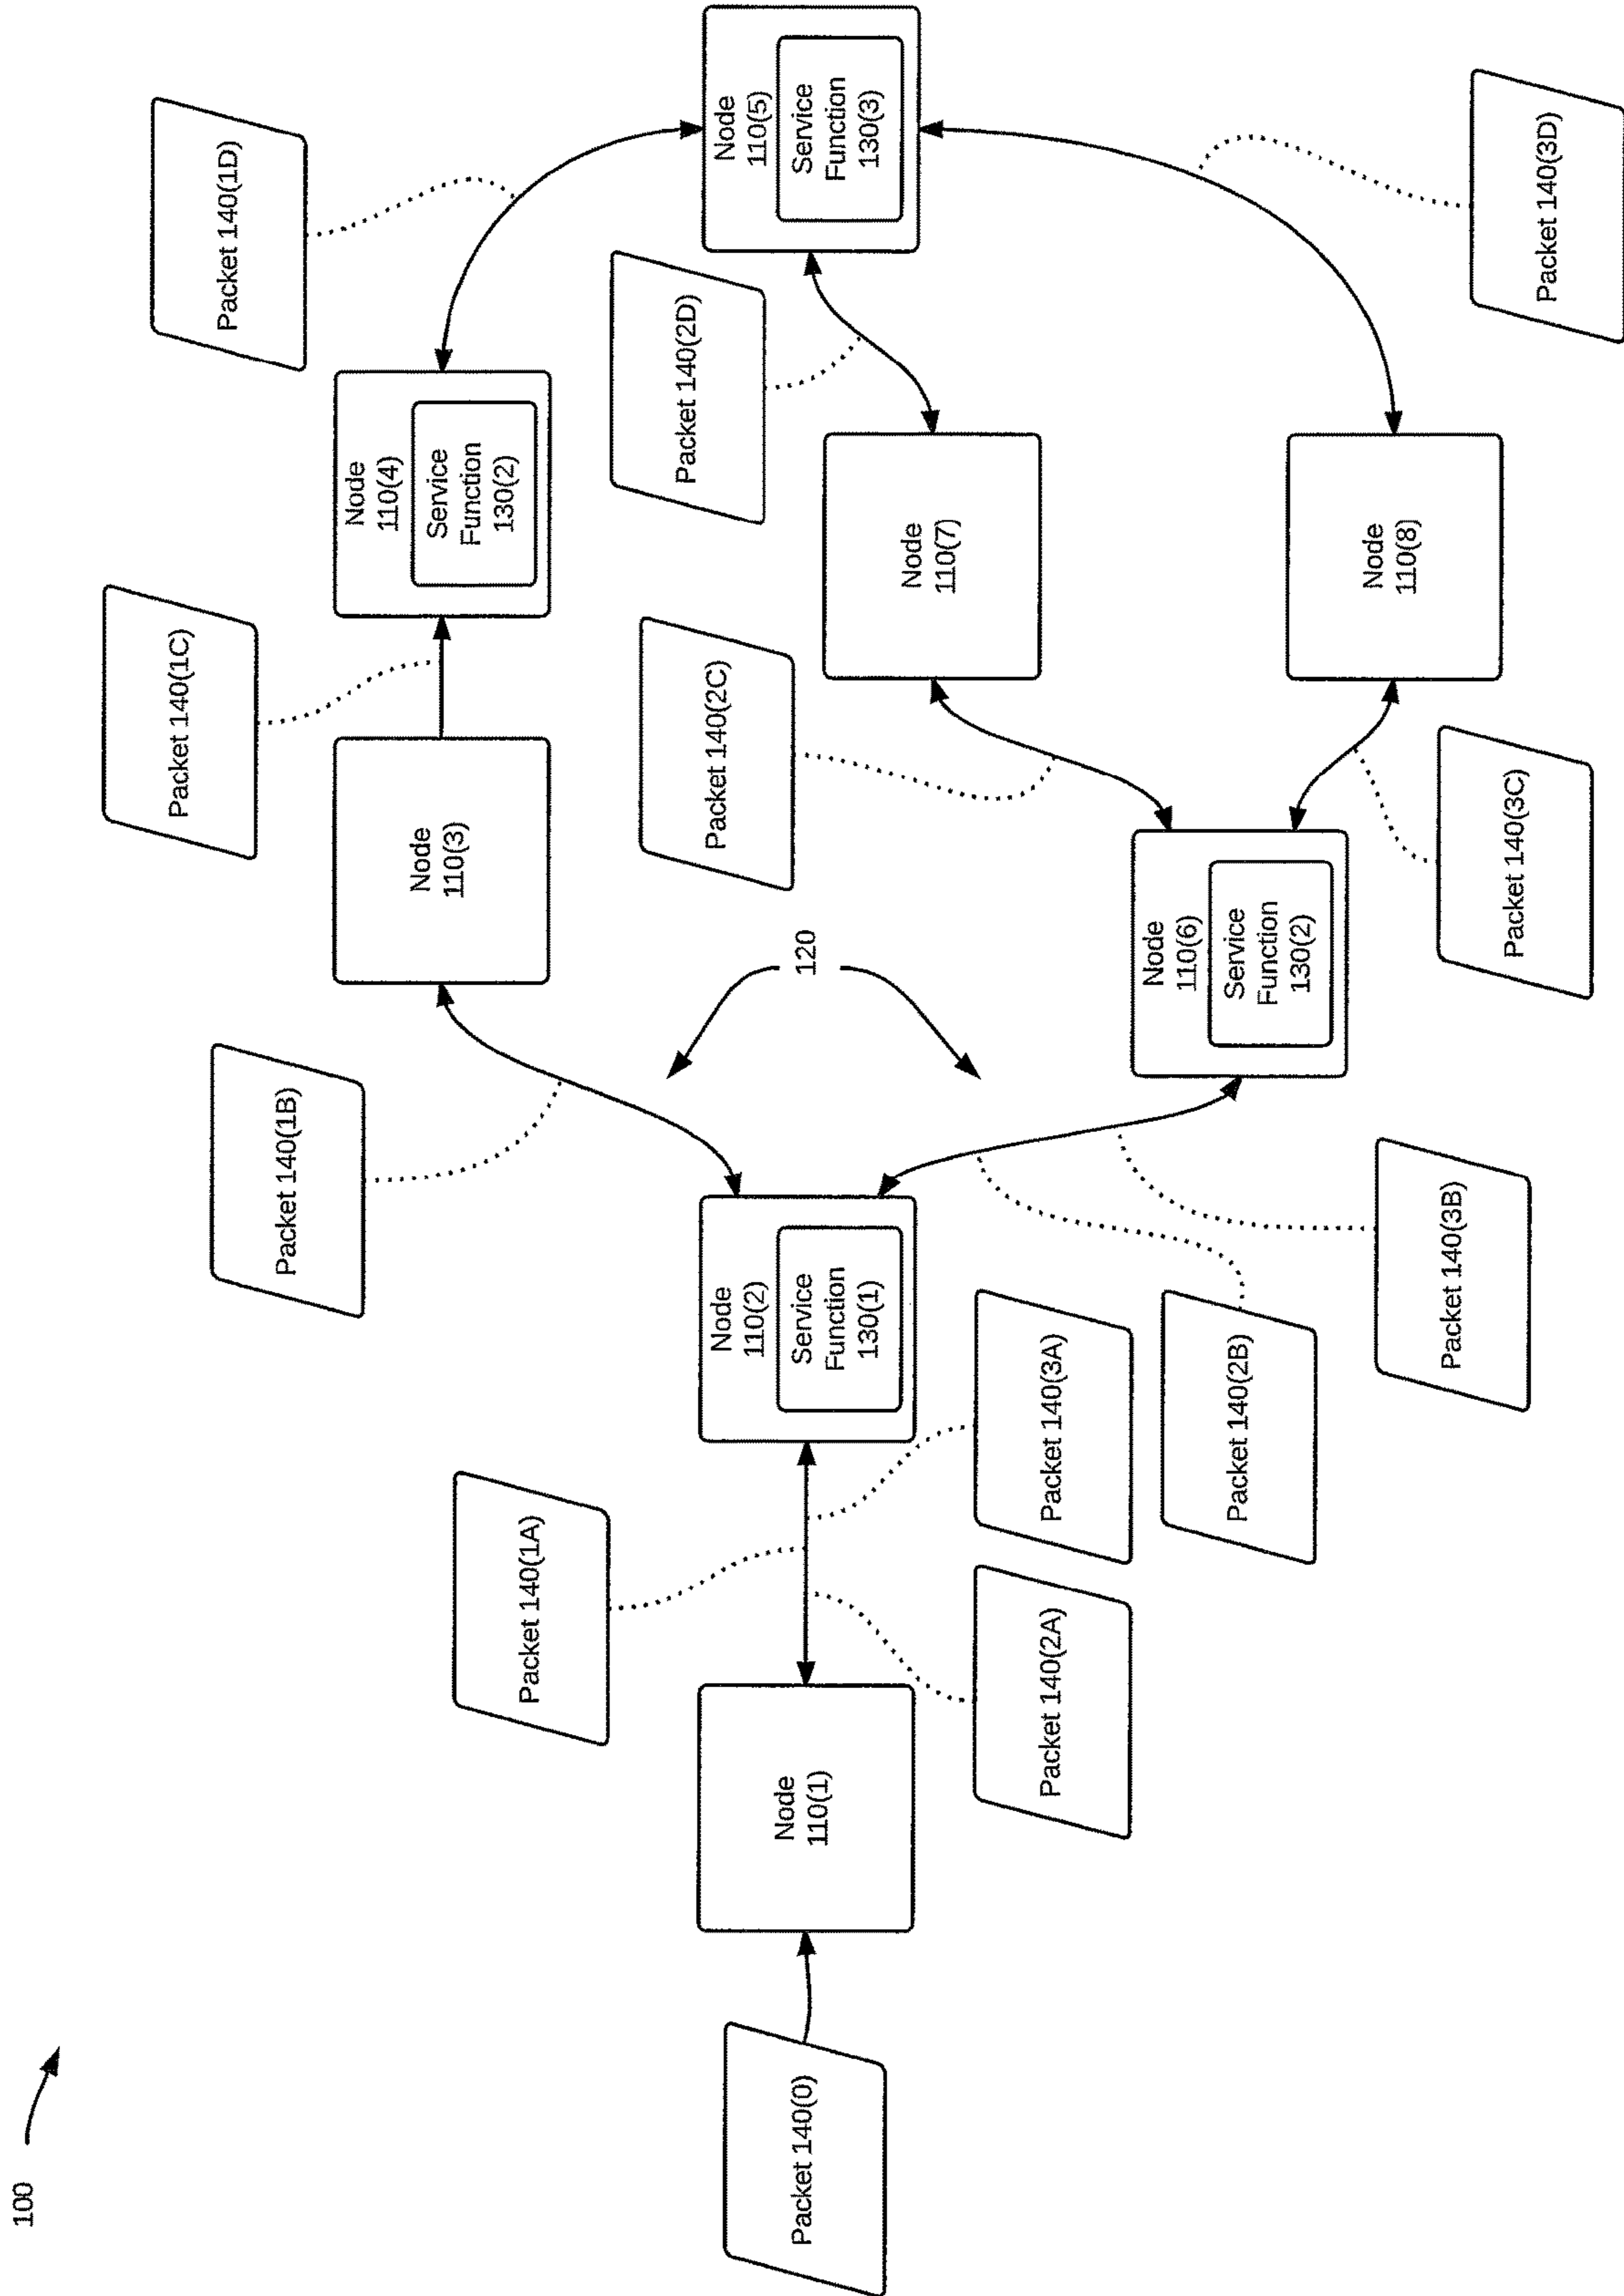 100
Packet 140(0)
Node
110(1)
Packet 140(1A)
Packet 140(2A)
Packet 140(3A)
Node
110(2)
Service
Function
130(1)
Packet 140(2B)
Packet 140(1B)
Packet 140(3B)
120
Node
110(3)
Node
110(6)
Service
Function
130(2)
Packet 140(1C)
Packet 140(2C)
Packet 140(3C)
Node
110(4)
Service
Function
130(2)
Node
110(7)
Node
110(8)
Packet 140(1D)
Packet 140(2D)
Packet 140(3D)
Node
110(5)
Service
Function
130(3)